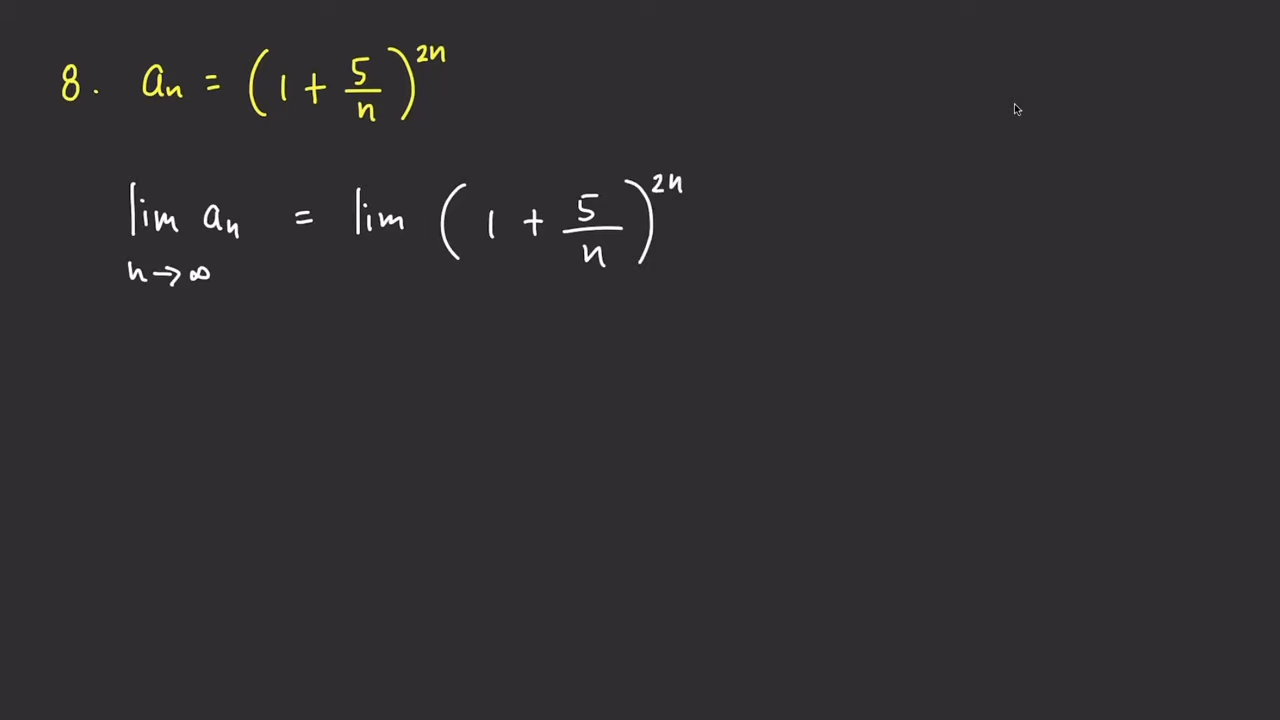 8. aₙ = (1 + 5/n)²ⁿ
lim aₙ = lim (1 + 5/n)²ⁿ
n→∞